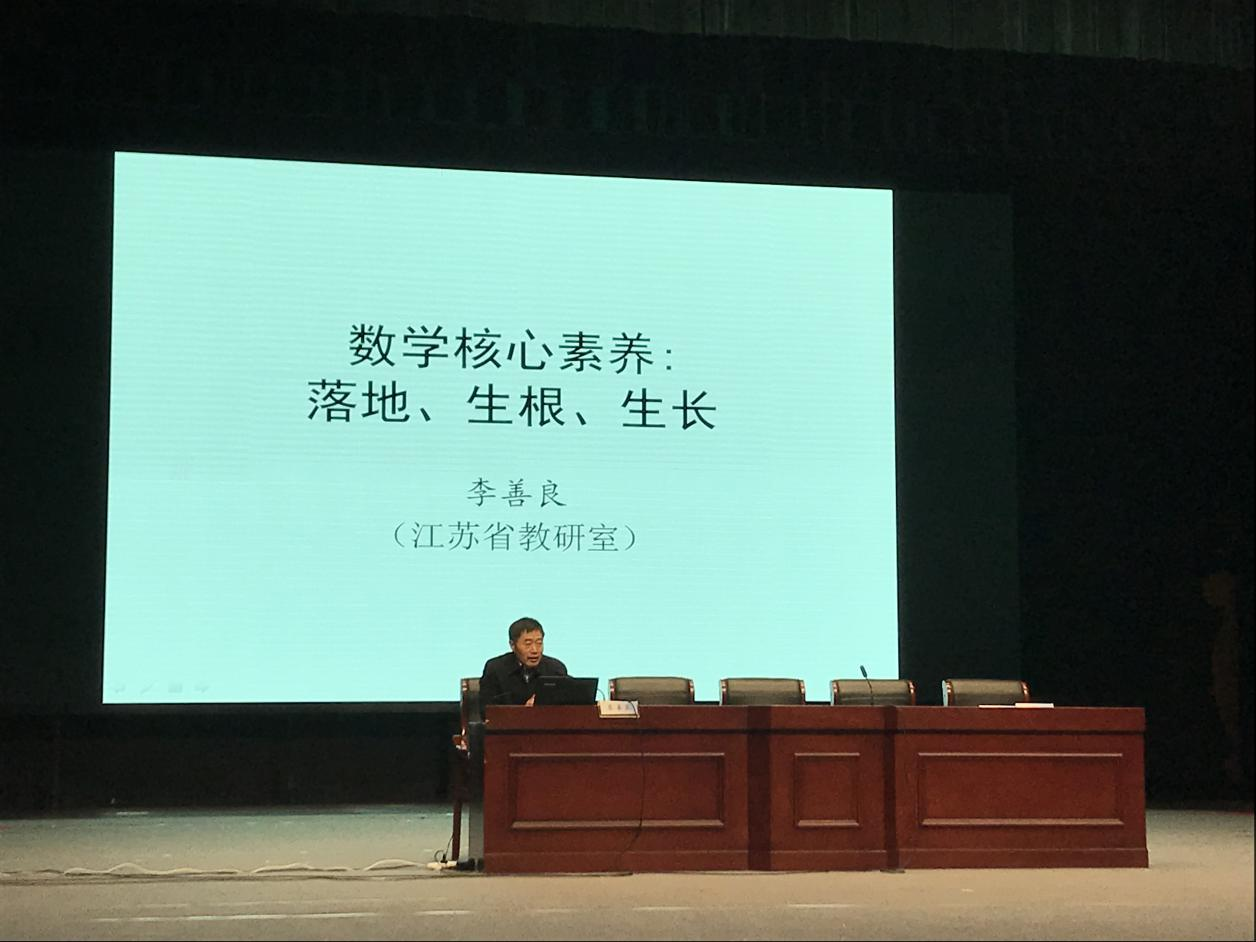 数学核心素养：
落地、生根、生长
李善良
（江苏省教研室）